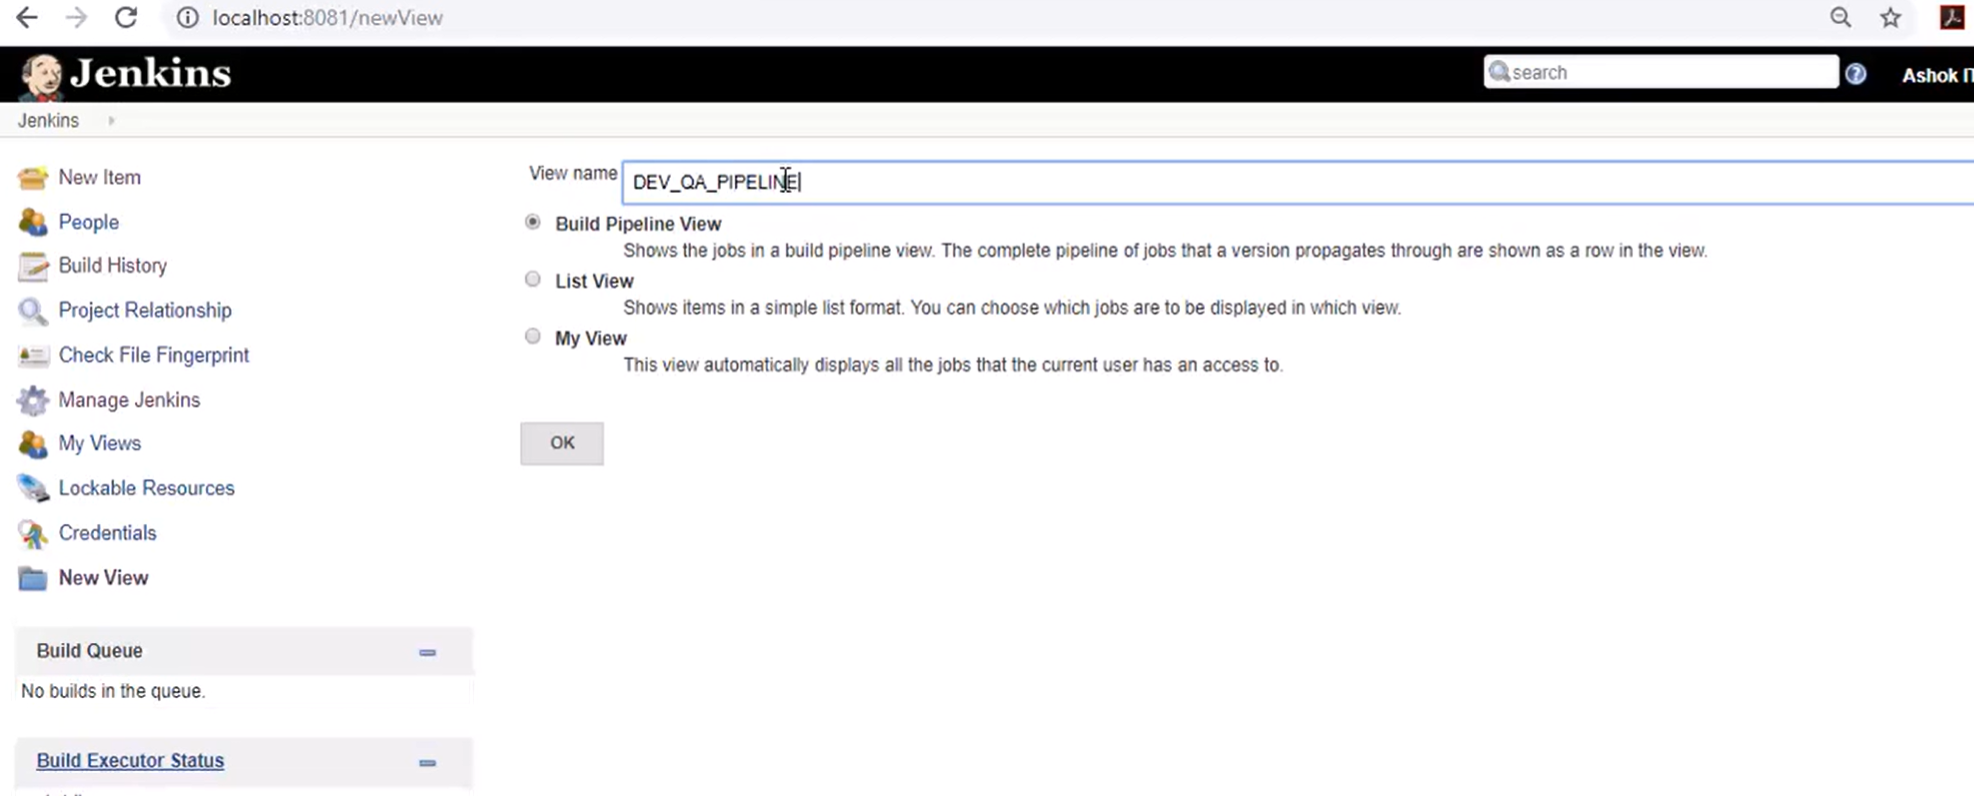 localhost:8081/newView
Jenkins
search
Ashok IT
Jenkins
New Item
People
Build History
Project Relationship
Check File Fingerprint
Manage Jenkins
My Views
Lockable Resources
Credentials
New View
Build Queue
No builds in the queue.
Build Executor Status
View name DEV_QA_PIPELINE
Build Pipeline View
Shows the jobs in a build pipeline view. The complete pipeline of jobs that a version propagates through are shown as a row in the view.
List View
Shows items in a simple list format. You can choose which jobs are to be displayed in which view.
My View
This view automatically displays all the jobs that the current user has an access to.
OK